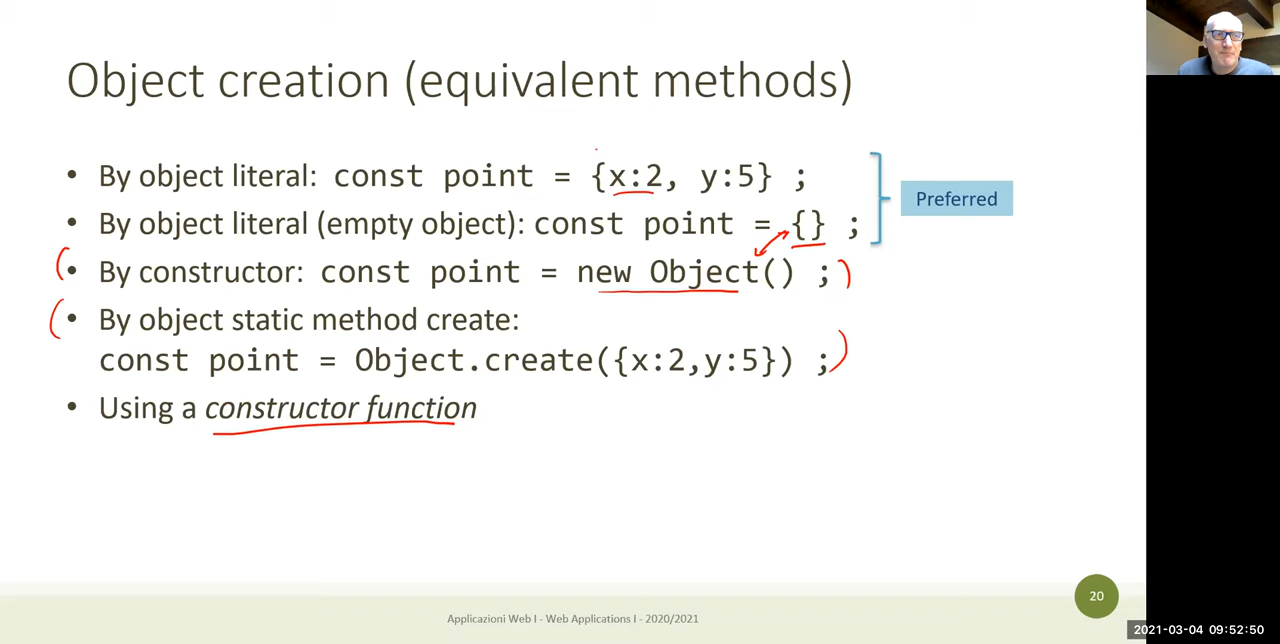 Object creation (equivalent methods)
• By object literal: const point = {x:2, y:5} ;
• By object literal (empty object): const point = {} ;
Preferred
• By constructor: const point = new Object() ;
• By object static method create:
const point = Object.create({x:2,y:5}) ;
• Using a constructor function
20
Applicazioni Web I - Web Applications I - 2020/2021
2021-03-04 09:52:50